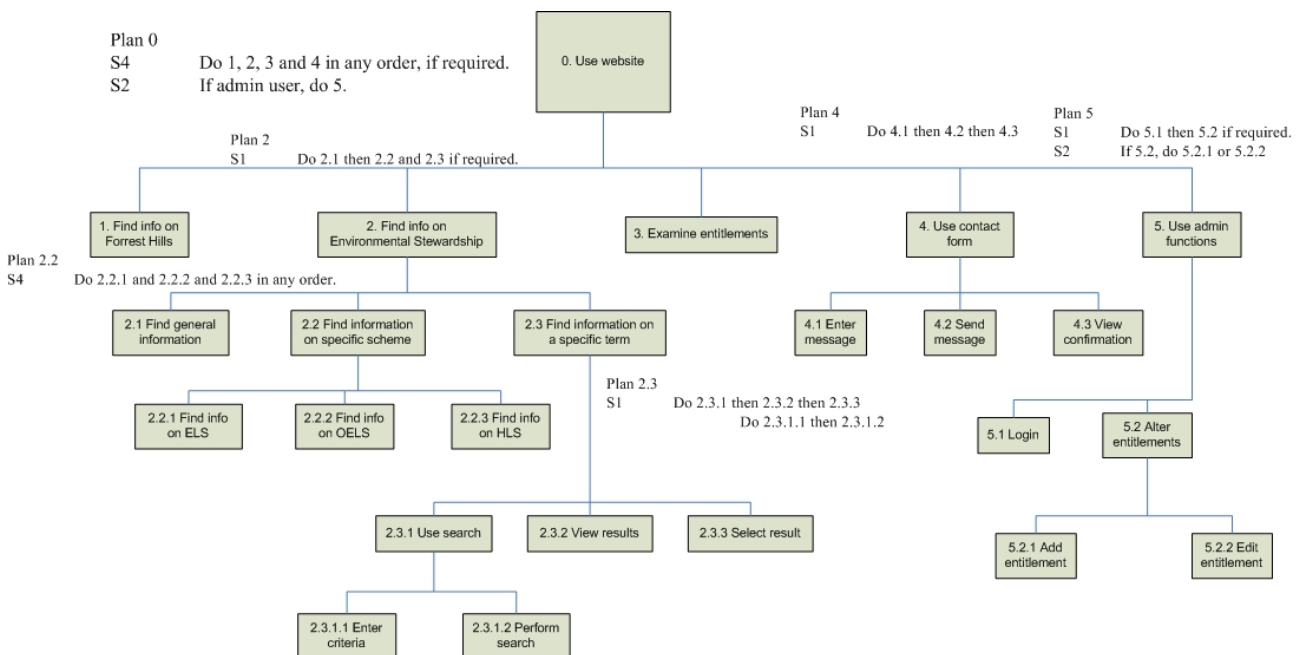 Plan 0
S4 Do 1, 2, 3 and 4 in any order, if required.
S2 If admin user, do 5.
0. Use website
Plan 4
S1 Do 4.1 then 4.2 then 4.3
Plan 5
S1 Do 5.1 then 5.2 if required.
S2 If 5.2, do 5.2.1 or 5.2.2
Plan 2
S1 Do 2.1 then 2.2 and 2.3 if required.
1. Find info on
Forrest Hills
2. Find info on
Environmental Stewardship
3. Examine entitlements
4. Use contact
form
5. Use admin
functions
Plan 2.2
S4 Do 2.2.1 and 2.2.2 and 2.2.3 in any order.
2.1 Find general
information
2.2 Find information
on specific scheme
2.3 Find information on
a specific term
4.1 Enter
message
4.2 Send
message
4.3 View
confirmation
Plan 2.3
S1 Do 2.3.1 then 2.3.2 then 2.3.3
Do 2.3.1.1 then 2.3.1.2
2.2.1 Find info
on ELS
2.2.2 Find info
on OELS
2.2.3 Find info
on HLS
5.1 Login
5.2 Alter
entitlements
2.3.1 Use search
2.3.2 View results
2.3.3 Select result
5.2.1 Add
entitlement
5.2.2 Edit
entitlement
2.3.1.1 Enter
criteria
2.3.1.2 Perform
search